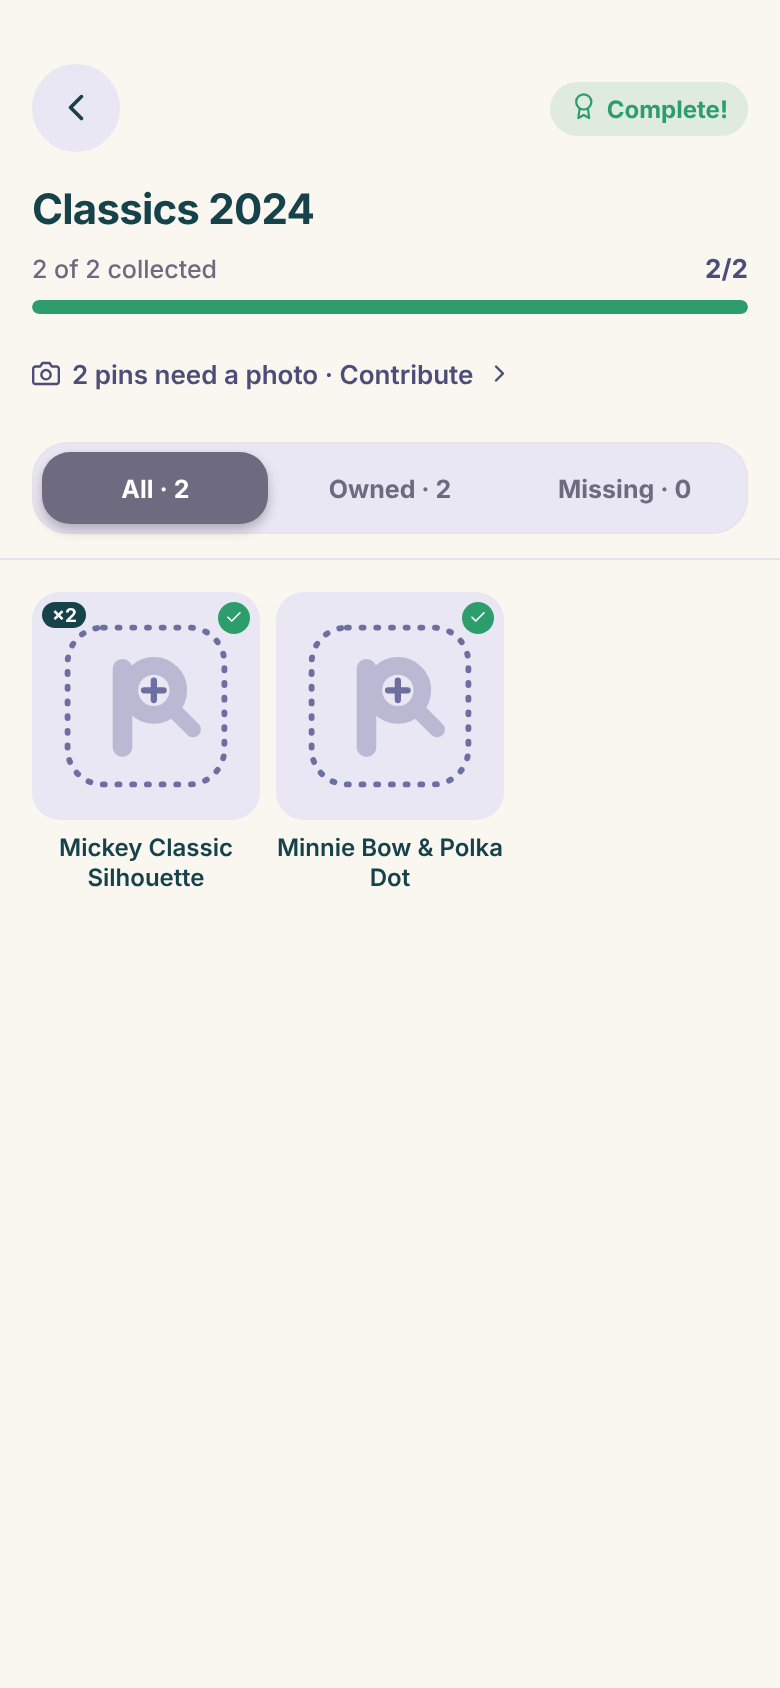 Complete!
Classics 2024
2 of 2 collected
2/2
2 pins need a photo · Contribute
All · 2
Owned · 2
Missing · 0
×2
Mickey Classic
Silhouette
Minnie Bow & Polka
Dot